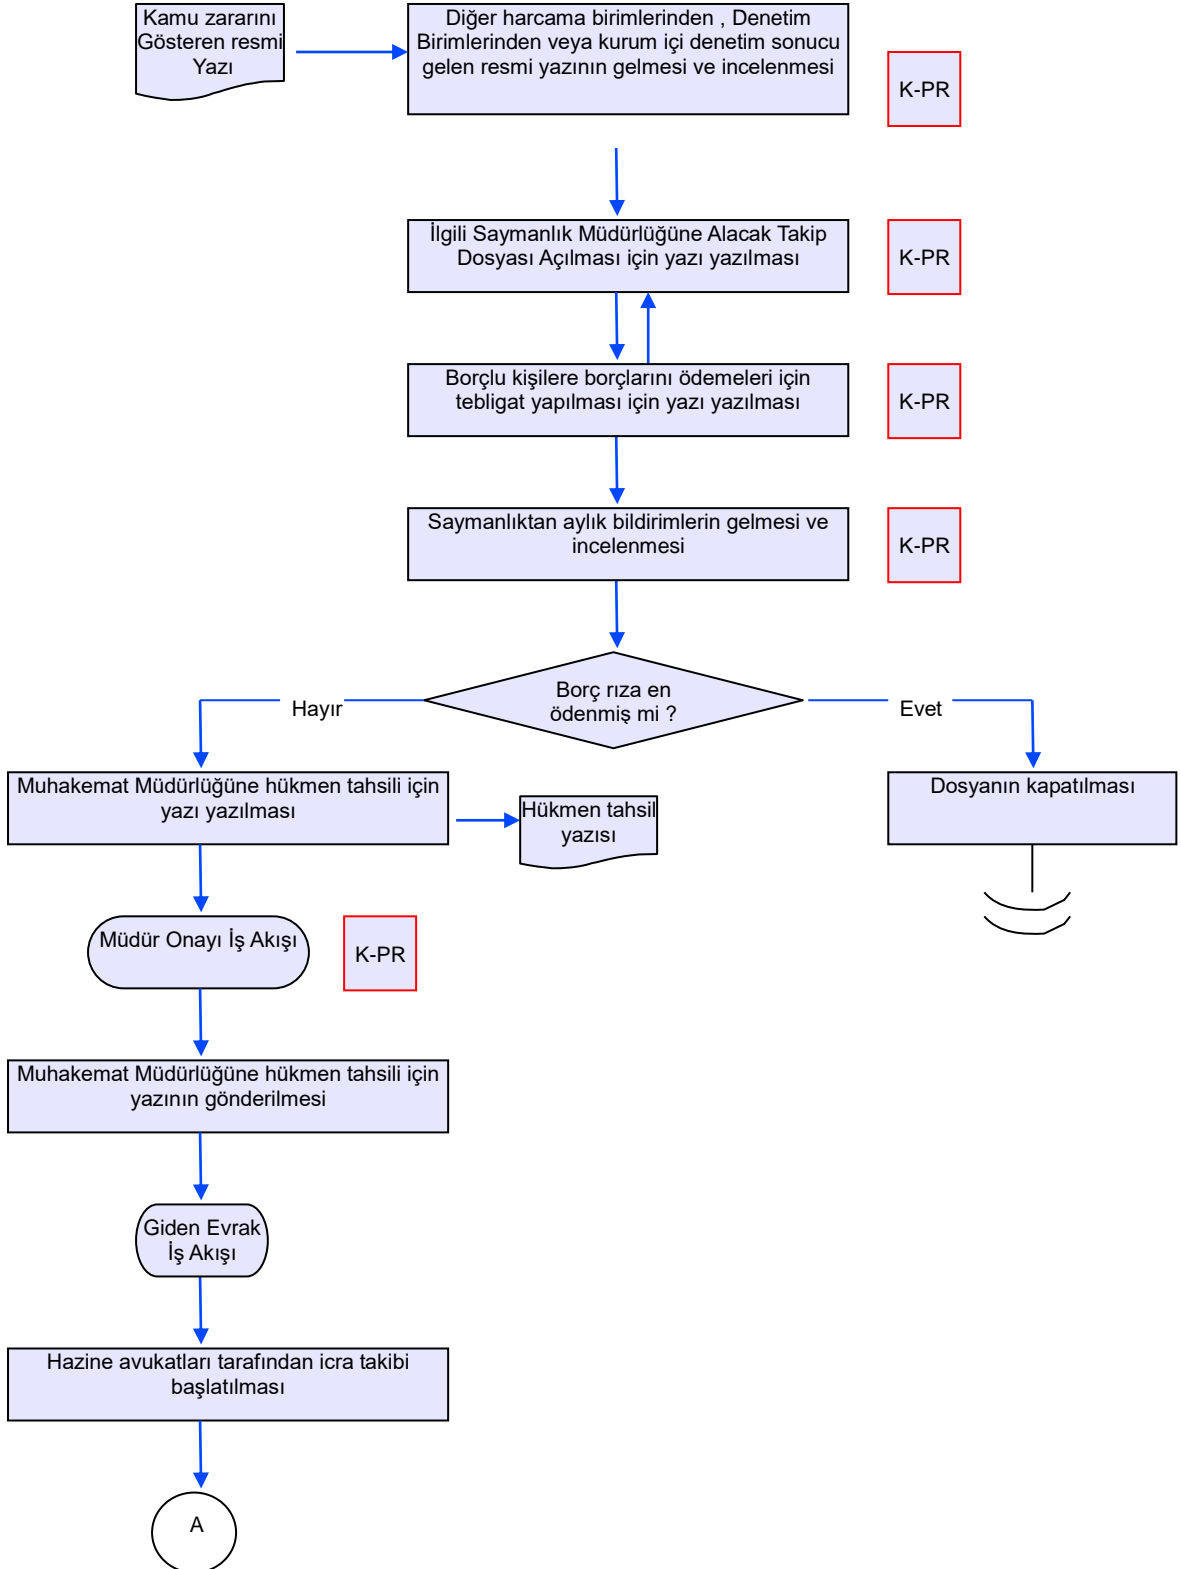 Kamu zararını
Gösteren resmi
Yazı
Diğer harcama birimlerinden , Denetim
Birimlerinden veya kurum içi denetim sonucu
gelen resmi yazının gelmesi ve incelenmesi
K-PR
İlgili Saymanlık Müdürlüğüne Alacak Takip
Dosyası Açılması için yazı yazılması
K-PR
Borçlu kişilere borçlarını ödemeleri için
tebligat yapılması için yazı yazılması
K-PR
Saymanlıktan aylık bildirimlerin gelmesi ve
incelenmesi
K-PR
Borç rıza en
ödenmiş mi ?
Hayır
Evet
Muhakemat Müdürlüğüne hükmen tahsili için
yazı yazılması
Hükmen tahsil
yazısı
Dosyanın kapatılması
Müdür Onayı İş Akışı
K-PR
Muhakemat Müdürlüğüne hükmen tahsili için
yazının gönderilmesi
Giden Evrak
İş Akışı
Hazine avukatları tarafından icra takibi
başlatılması
A